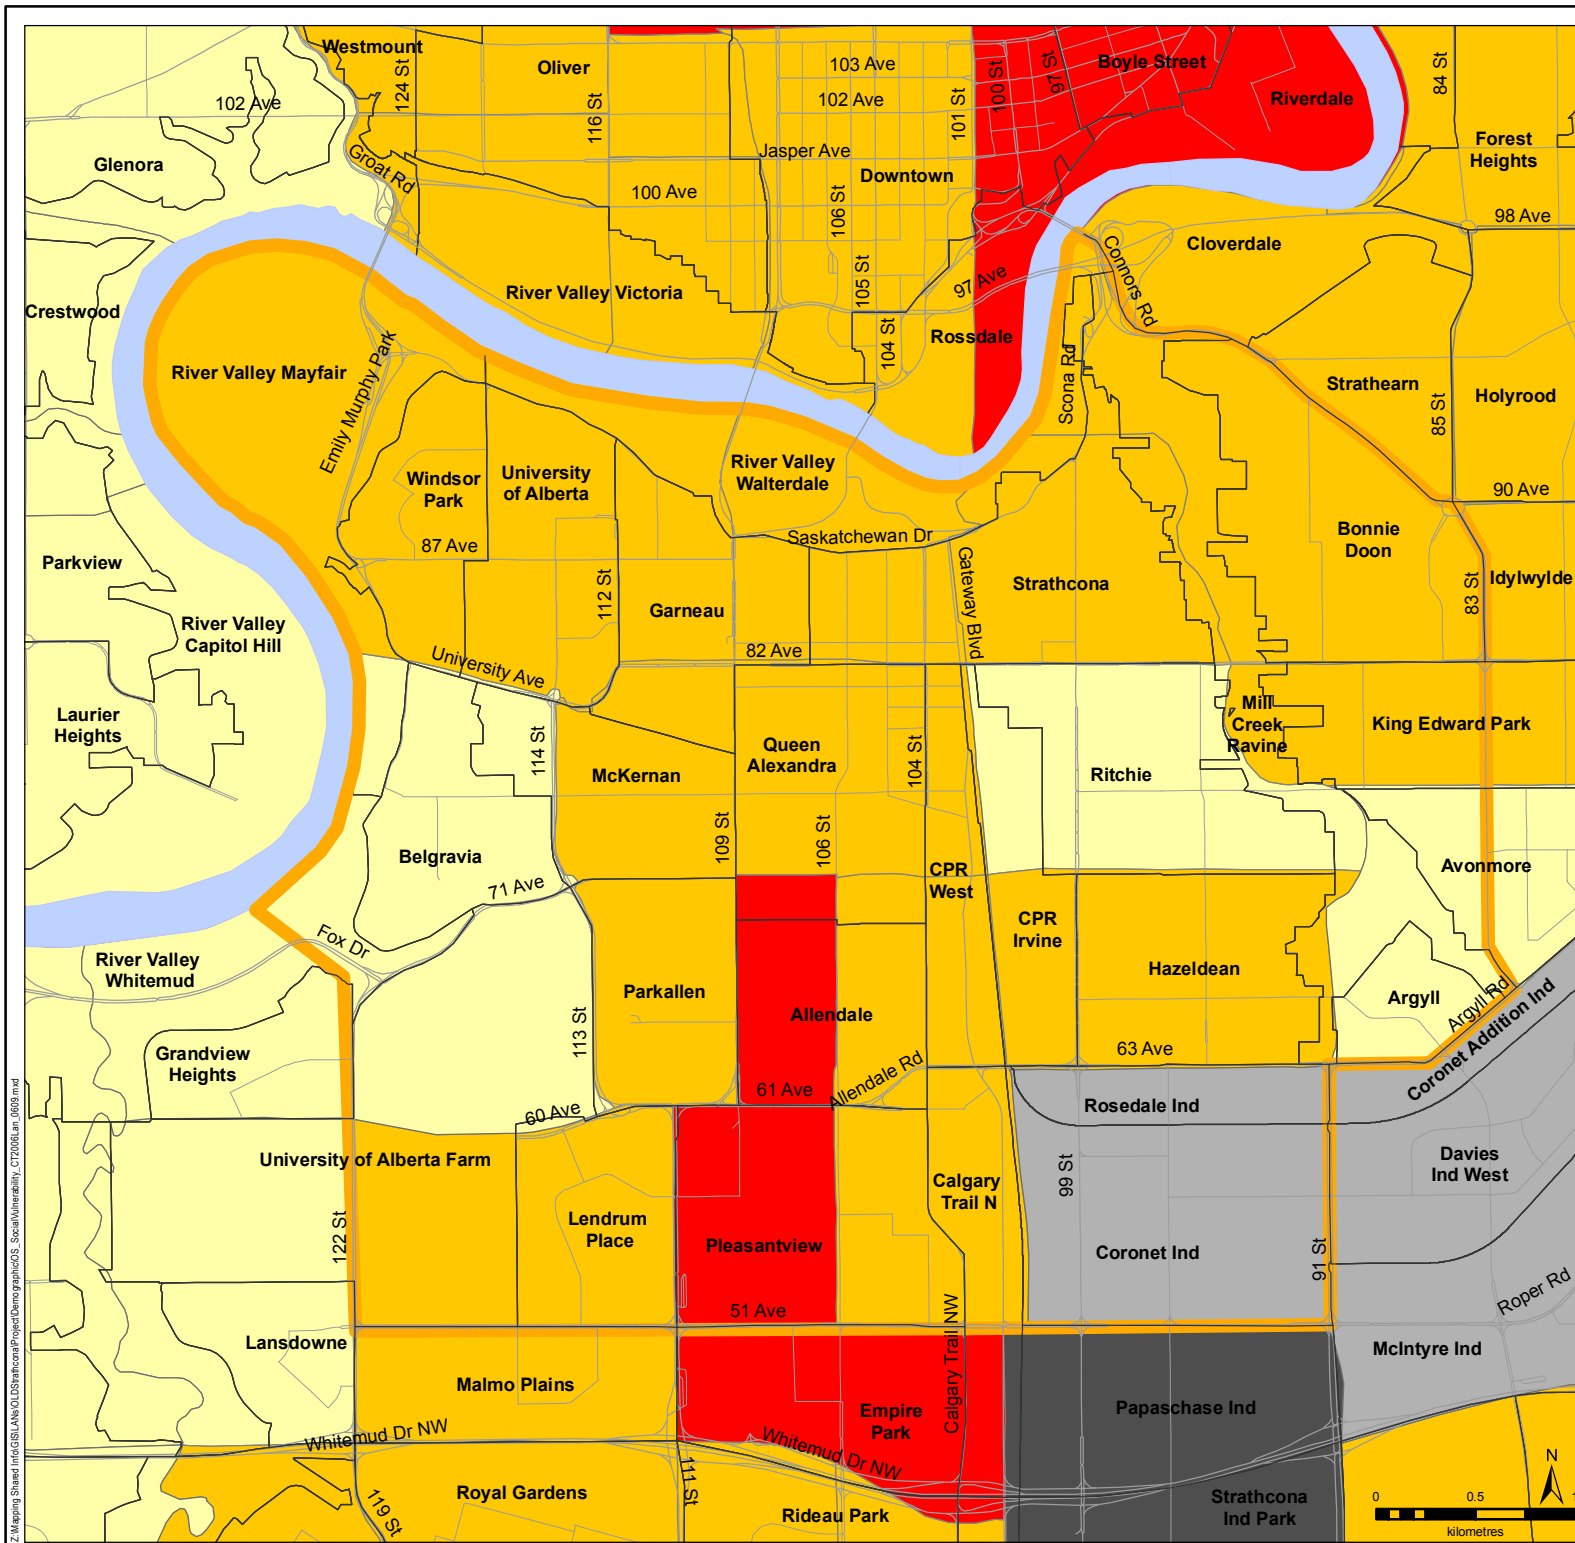 Westmount
124 St
Oliver
103 Ave
100 St
97 St
Boyle Street
84 St
102 Ave
102 Ave
116 St
101 St
Riverdale
Glenora
Groat Rd
Jasper Ave
Forest
Heights
100 Ave
106 St
Downtown
98 Ave
Cloverdale
Crestwood
River Valley Victoria
105 St
97 Ave
Connors Rd
104 St
Rossdale
River Valley Mayfair
Emily Murphy Park
Scona Rd
Strathearn
85 St
Holyrood
Windsor
Park
University
of Alberta
River Valley
Walterdale
90 Ave
87 Ave
Saskatchewan Dr
Bonnie
Doon
Parkview
112 St
Garneau
Gateway Blvd
Strathcona
83 St
Idylwylde
River Valley
Capitol Hill
University Ave
82 Ave
Laurier
Heights
114 St
McKernan
Queen
Alexandra
104 St
Ritchie
Mill
Creek
Ravine
King Edward Park
Belgravia
109 St
106 St
CPR
West
Avonmore
71 Ave
Fox Dr
CPR
Irvine
Hazeldean
River Valley
Whitemud
Parkallen
Allendale
Argyll
Argyll Rd
Coronet Addition Ind
113 St
Grandview
Heights
63 Ave
61 Ave
Allendale Rd
60 Ave
Rosedale Ind
University of Alberta Farm
Calgary
Trail N
99 St
Davies
Ind West
122 St
Lendrum
Place
Pleasantview
Coronet Ind
91 St
Roper Rd
51 Ave
Lansdowne
Calgary Trail NW
McIntyre Ind
Malmo Plains
Empire
Park
Papaschase Ind
Whitemud Dr NW
Whitemud Dr NW
119 St
Royal Gardens
111 St
Rideau Park
Strathcona
Ind Park
N
0 0.5 1
kilometres
Z:\Mapping Shared Info\GIS\LANs\OLDStrathcona\Project\Demographic\OS_SocialVulnerability_CT2006Lan_0609.mxd